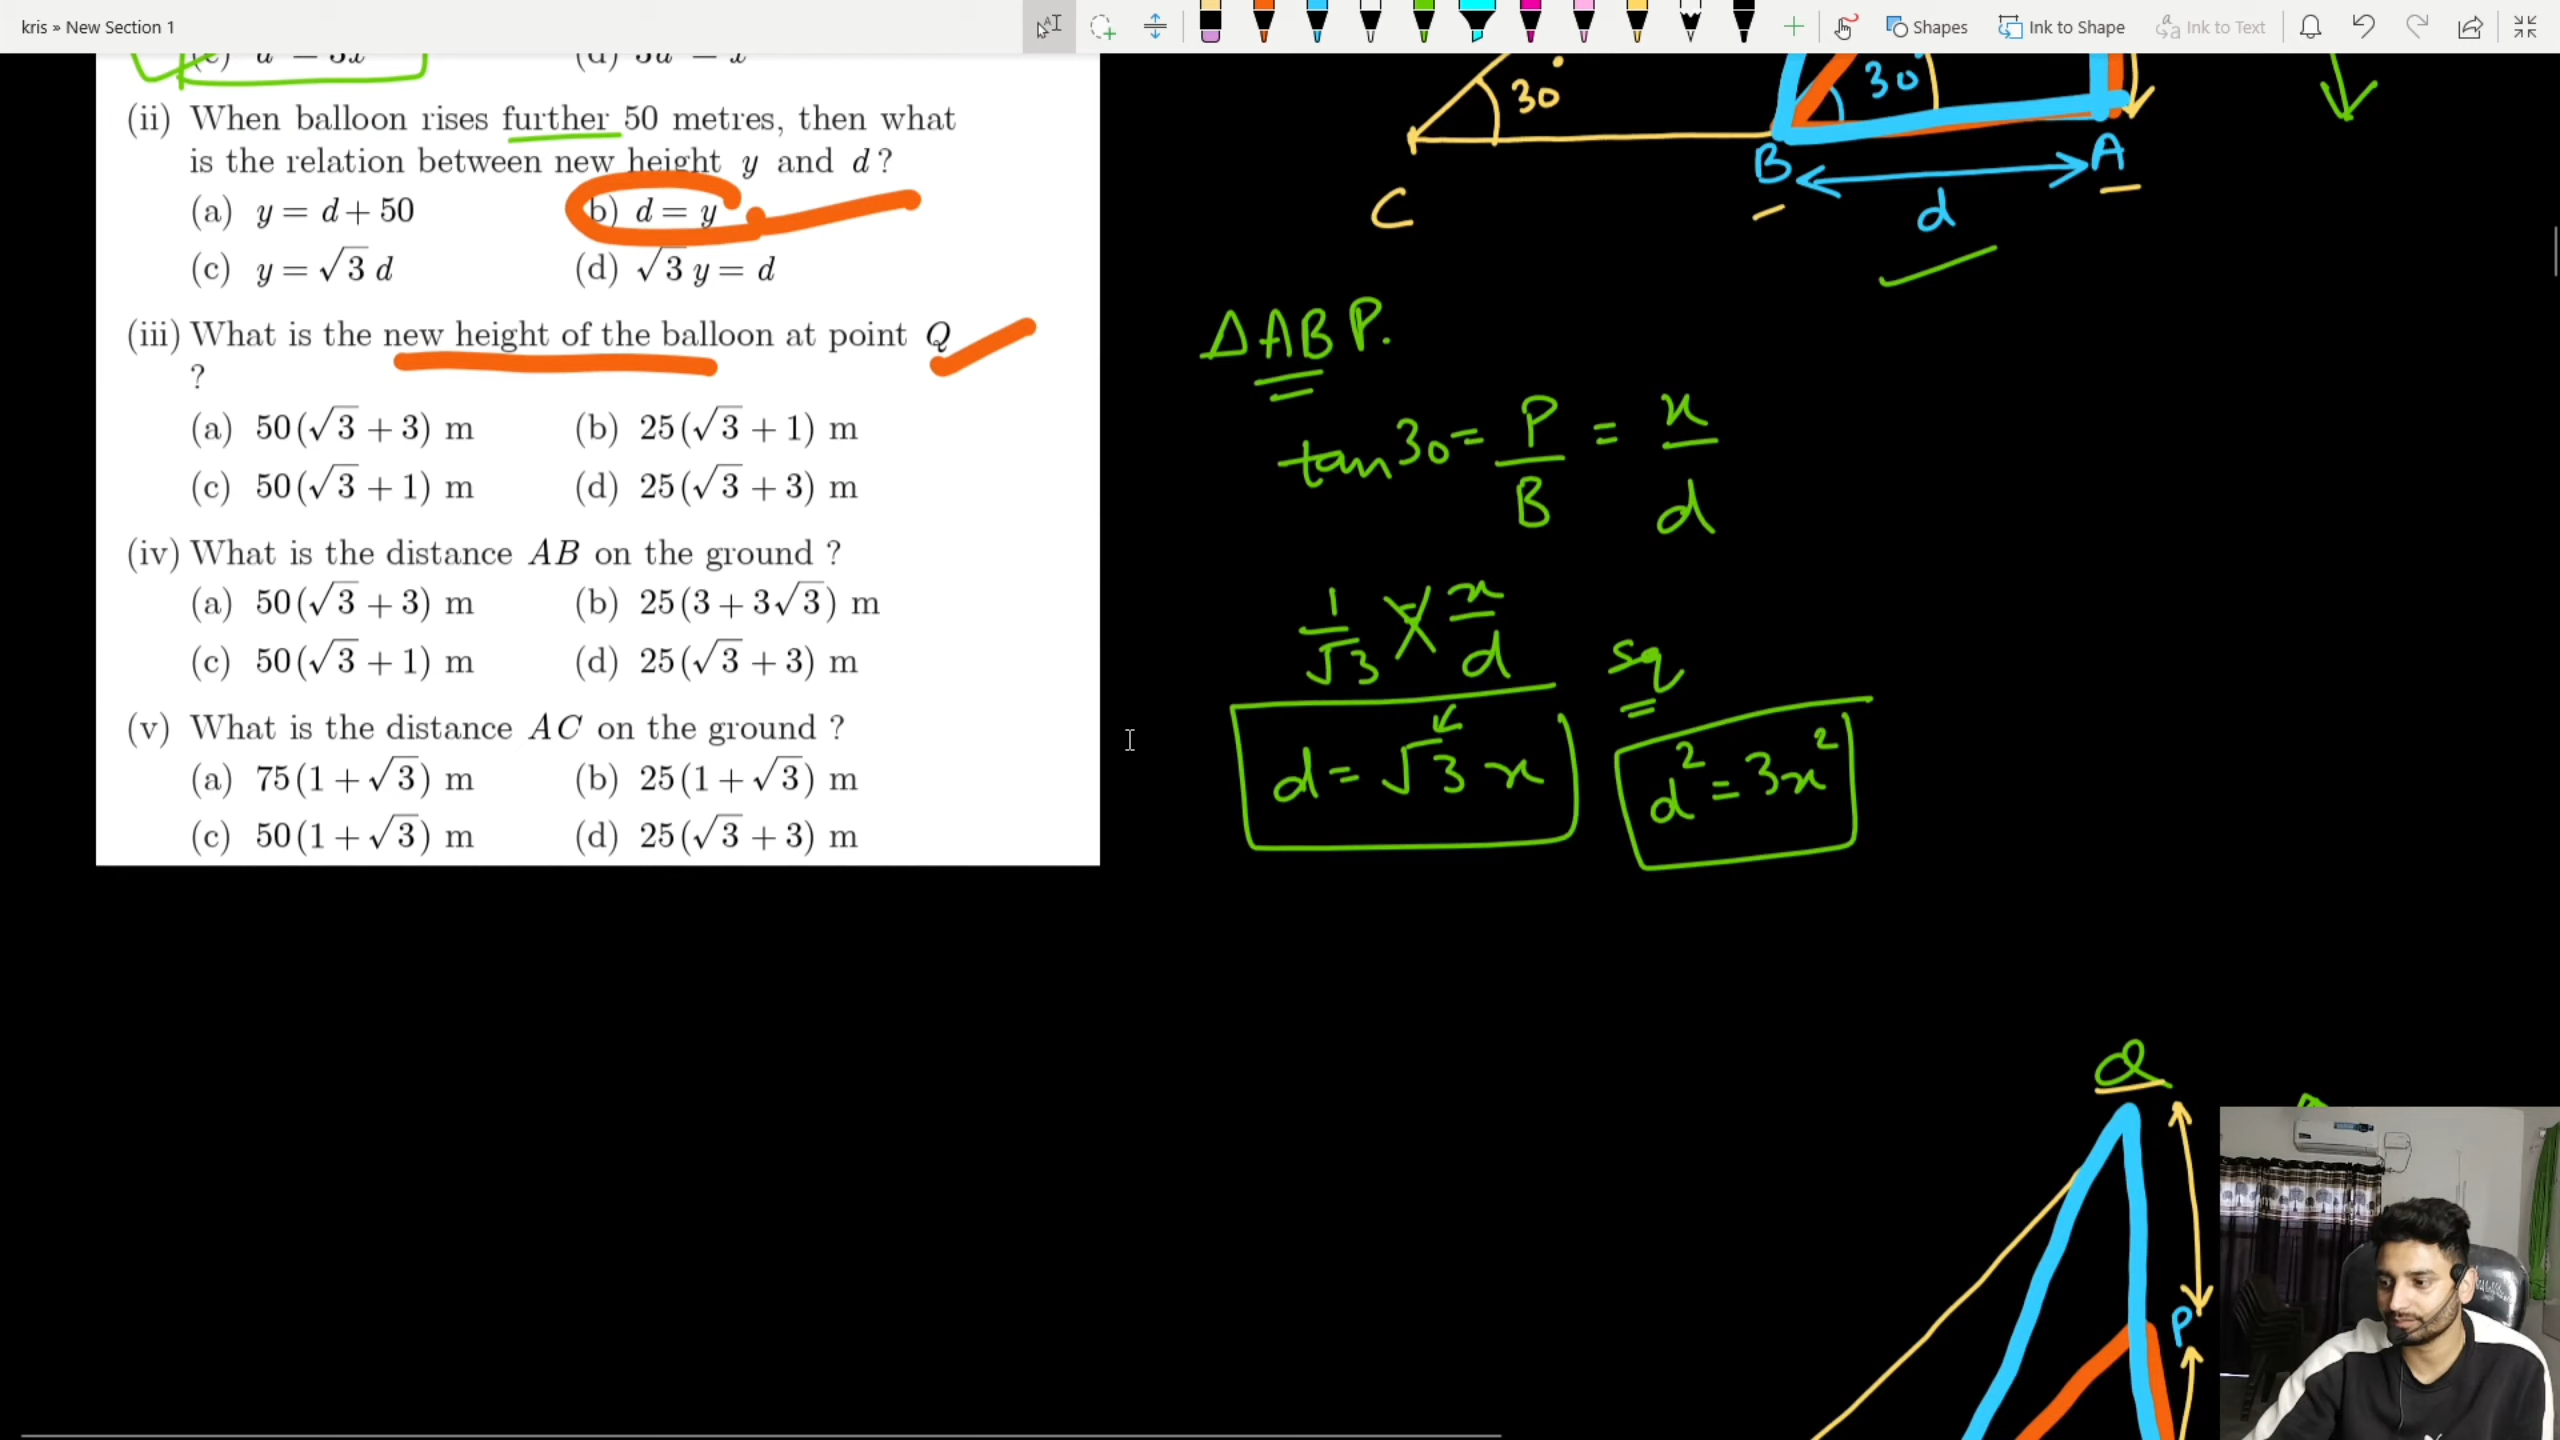 kris » New Section 1
Shapes
Ink to Shape
Ink to Text
(ii) When balloon rises further 50 metres, then what
is the relation between new height y and d ?
(a) y = d + 50
b) d = y
(c) y = √3 d
(d) √3 y = d
(iii) What is the new height of the balloon at point Q
?
(a) 50(√3 + 3) m
(b) 25(√3 + 1) m
(c) 50(√3 + 1) m
(d) 25(√3 + 3) m
(iv) What is the distance AB on the ground ?
(a) 50(√3 + 3) m
(b) 25(3 + 3√3) m
(c) 50(√3 + 1) m
(d) 25(√3 + 3) m
(v) What is the distance AC on the ground ?
(a) 75(1 + √3) m
(b) 25(1 + √3) m
(c) 50(1 + √3) m
(d) 25(√3 + 3) m
30°
30
C
B
A
d
Δ ABP.
tan 30 = P/B = x/d
1/√3 = x/d
sq
d = √3 x
d² = 3x²
Q
P